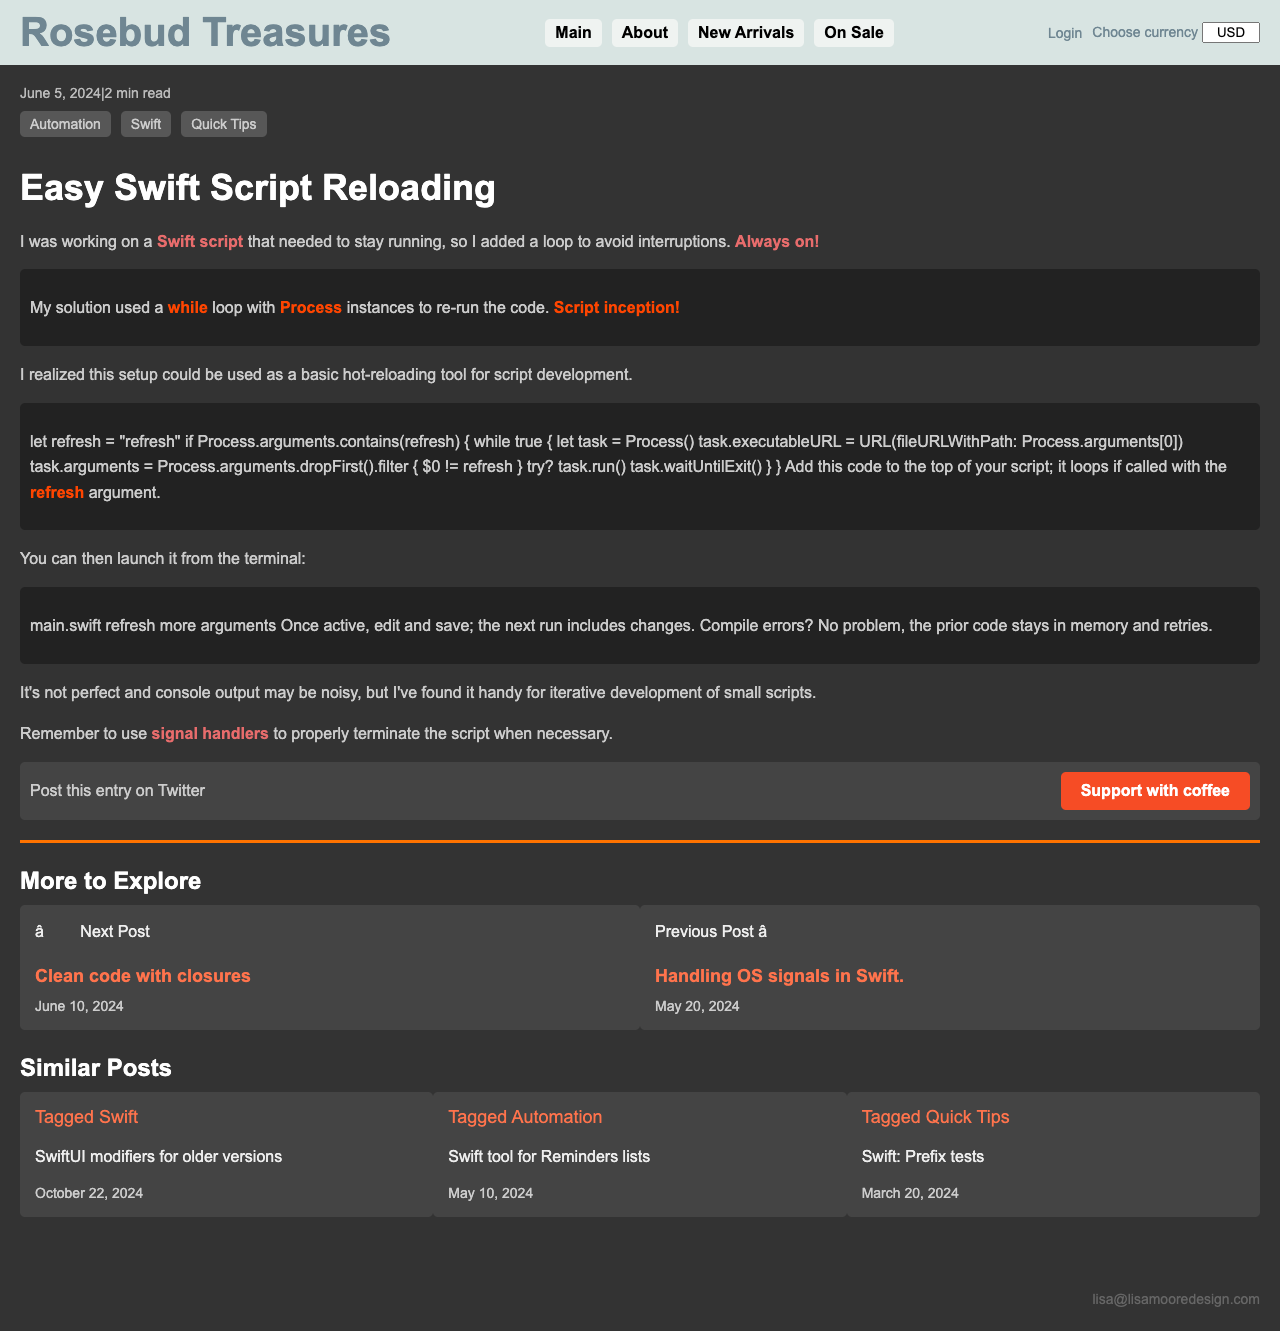 Rosebud Treasures
Main About New Arrivals On Sale
Login Choose currency USD
June 5, 2024|2 min read
Automation Swift Quick Tips
Easy Swift Script Reloading
I was working on a Swift script that needed to stay running, so I added a loop to avoid interruptions. Always on!
My solution used a while loop with Process instances to re-run the code. Script inception!
I realized this setup could be used as a basic hot-reloading tool for script development.
let refresh = "refresh" if Process.arguments.contains(refresh) { while true { let task = Process() task.executableURL = URL(fileURLWithPath: Process.arguments[0])
task.arguments = Process.arguments.dropFirst().filter { $0 != refresh } try? task.run() task.waitUntilExit() } } Add this code to the top of your script; it loops if called with the
refresh argument.
You can then launch it from the terminal:
main.swift refresh more arguments Once active, edit and save; the next run includes changes. Compile errors? No problem, the prior code stays in memory and retries.
It's not perfect and console output may be noisy, but I've found it handy for iterative development of small scripts.
Remember to use signal handlers to properly terminate the script when necessary.
Post this entry on Twitter Support with coffee
More to Explore
â Next Post
Clean code with closures
June 10, 2024
Previous Post â
Handling OS signals in Swift.
May 20, 2024
Similar Posts
Tagged Swift
SwiftUI modifiers for older versions
October 22, 2024
Tagged Automation
Swift tool for Reminders lists
May 10, 2024
Tagged Quick Tips
Swift: Prefix tests
March 20, 2024
lisa@lisamooredesign.com